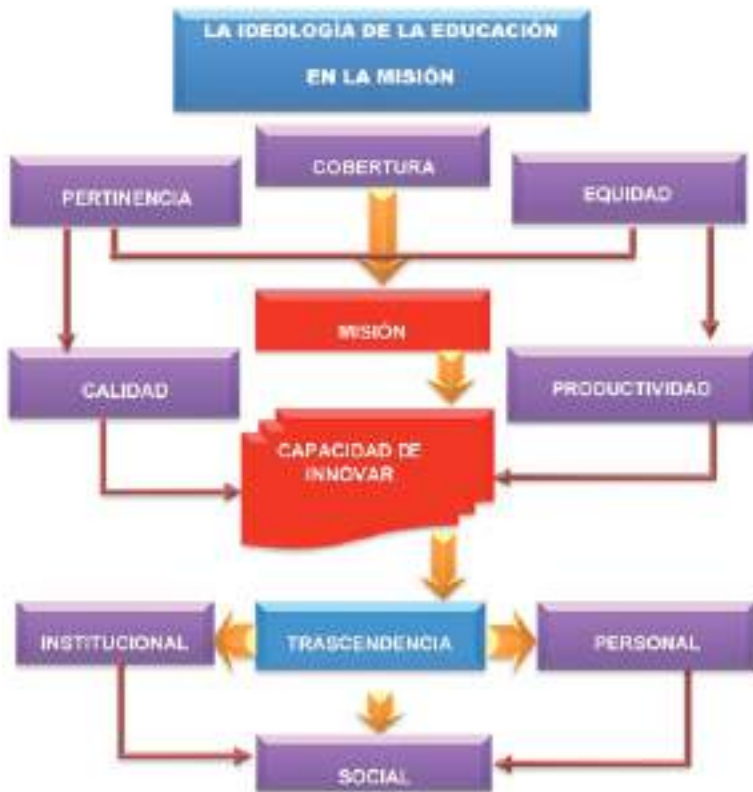 LA IDEOLOGÍA DE LA EDUCACIÓN
EN LA MISIÓN
COBERTURA
PERTINENCIA
EQUIDAD
MISIÓN
CALIDAD
PRODUCTIVIDAD
CAPACIDAD DE
INNOVAR
INSTITUCIONAL
TRASCENDENCIA
PERSONAL
SOCIAL